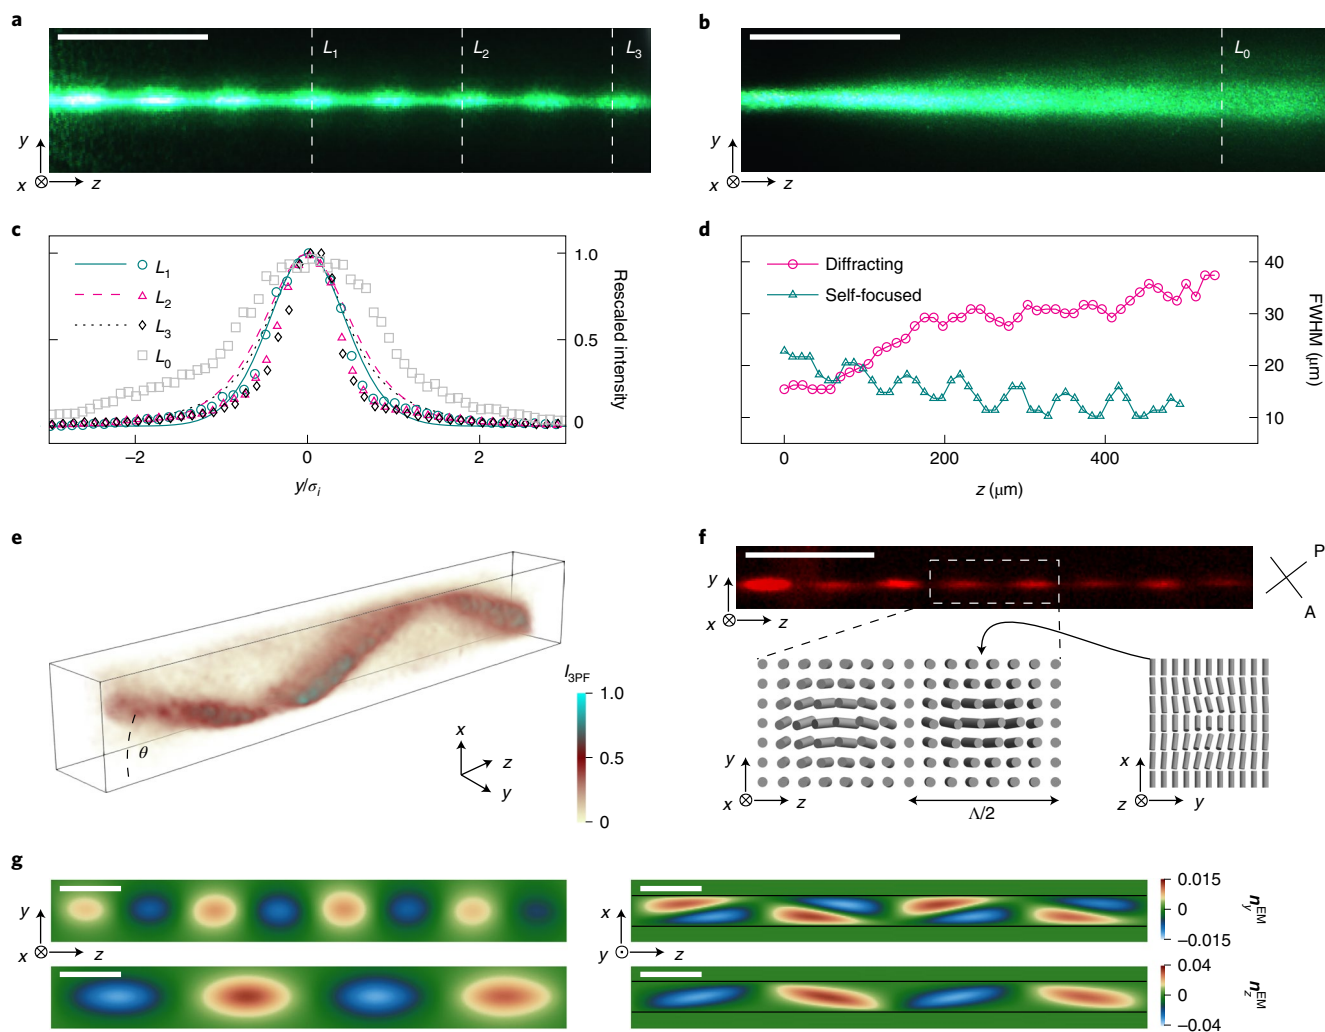 a
L1
L2
L3
y
x
z
b
L0
y
x
z
c
L1
L2
L3
L0
1.0
0.5
0
Rescaled intensity
−2
0
2
y/σi
d
Diffracting
Self-focused
40
30
20
10
FWHM (μm)
0
200
400
z (μm)
e
θ
x
z
y
I3PF
1.0
0.5
0
f
y
x
z
P
A
y
x
z
Λ/2
x
z
y
g
y
x
z
x
y
z
0.015
0
−0.015
nyEM
0.04
0
−0.04
nzEM